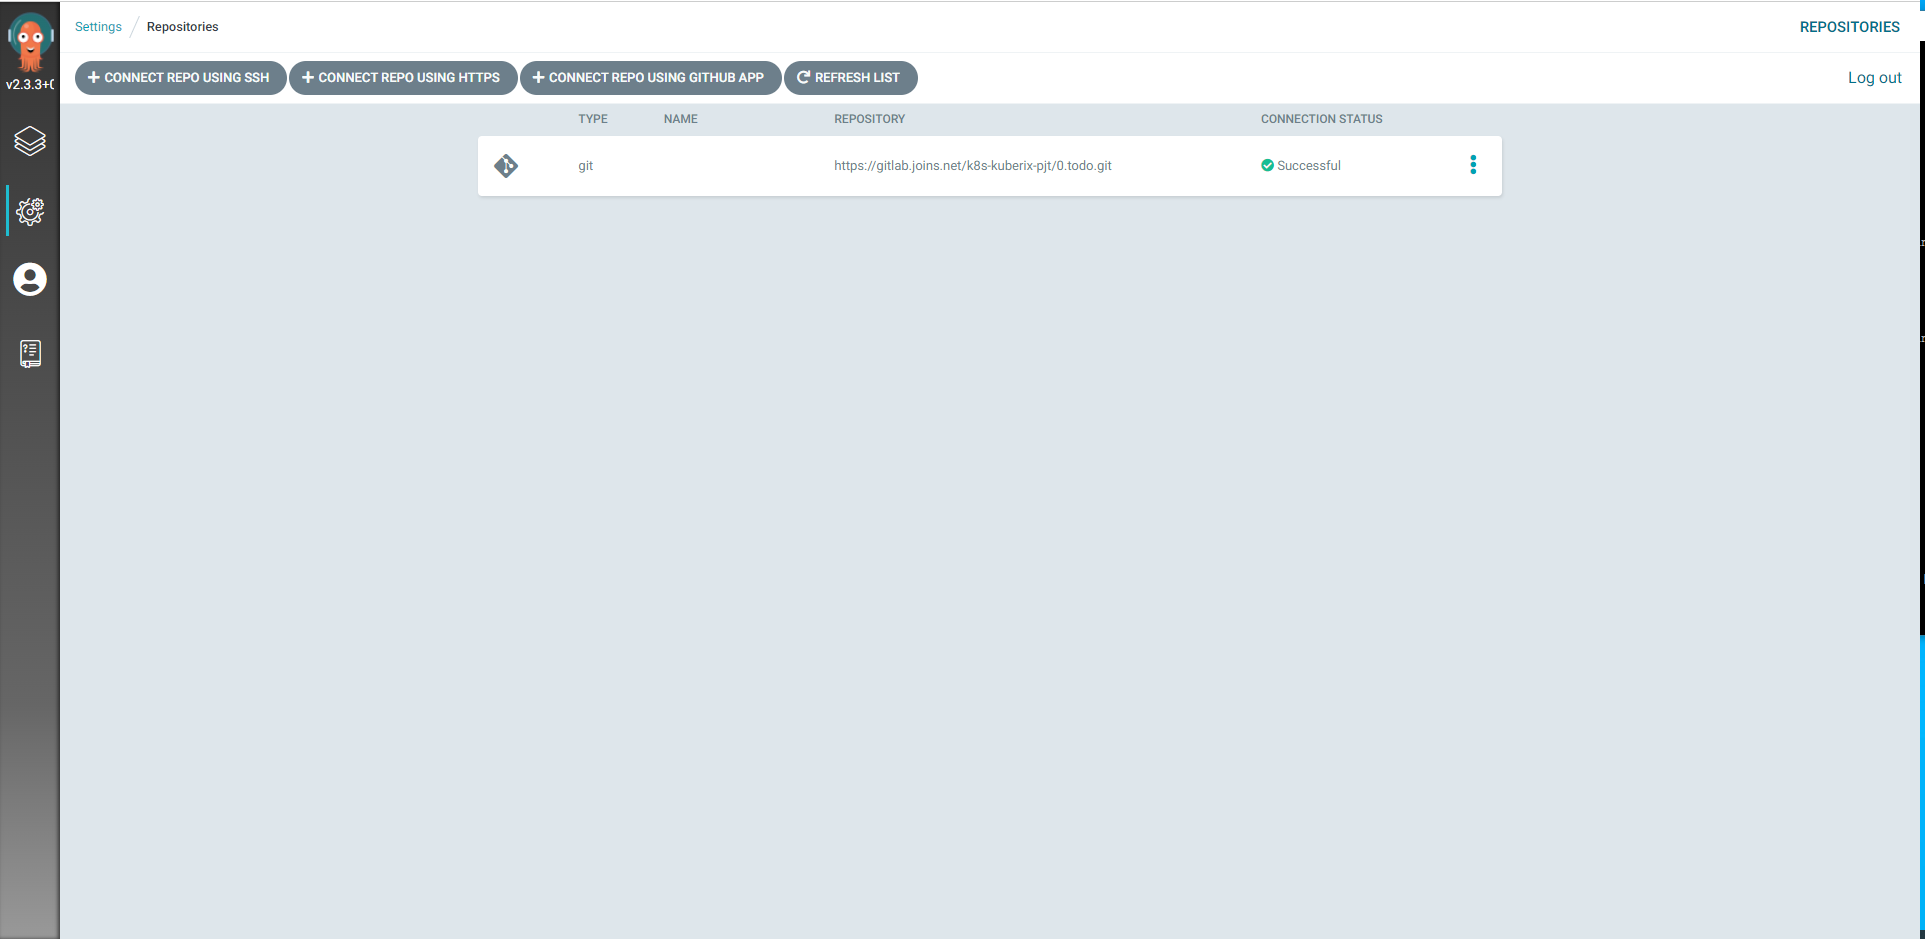 Settings / Repositories
REPOSITORIES
v2.3.3+
CONNECT REPO USING SSH
CONNECT REPO USING HTTPS
CONNECT REPO USING GITHUB APP
REFRESH LIST
Log out
TYPE NAME REPOSITORY CONNECTION STATUS
git https://gitlab.joins.net/k8s-kuberix-pjt/0.todo.git Successful